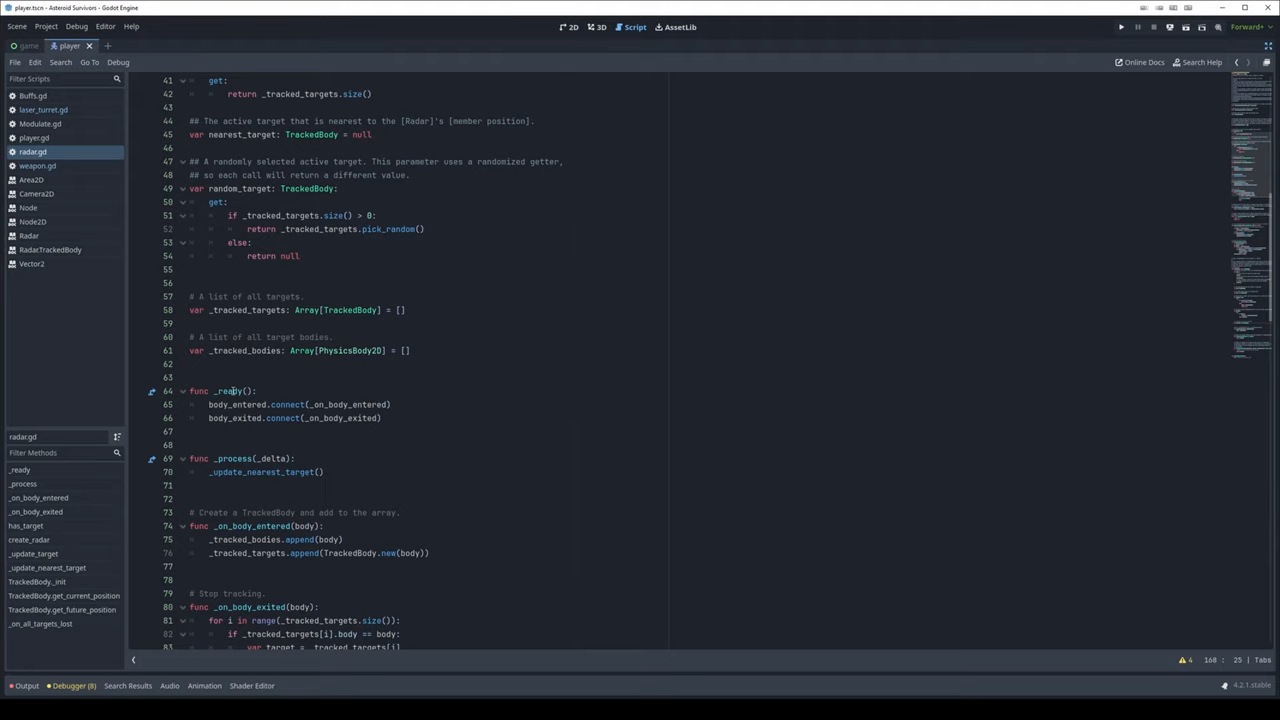 player.tscn - Asteroid Survivors - Godot Engine
Scene Project Debug Editor Help
2D 3D Script AssetLib
Forward+
game player
File Edit Search Go To Debug
Online Docs Search Help
Filter Scripts
Buffs.gd
laser_turret.gd
Modulate.gd
player.gd
radar.gd
weapon.gd
Area2D
Camera2D
Node
Node2D
Radar
RadarTrackedBody
Vector2
radar.gd
Filter Methods
_ready
_process
_on_body_entered
_on_body_exited
has_target
create_radar
_update_target
_update_nearest_target
TrackedBody._init
TrackedBody.get_current_position
TrackedBody.get_future_position
_on_all_targets_lost
41 get:
42 return _tracked_targets.size()
43
44 ## The active target that is nearest to the [Radar]'s [member position].
45 var nearest_target: TrackedBody = null
46
47 ## A randomly selected active target. This parameter uses a randomized getter,
48 ## so each call will return a different value.
49 var random_target: TrackedBody:
50 get:
51 if _tracked_targets.size() > 0:
52 return _tracked_targets.pick_random()
53 else:
54 return null
55
56
57 # A list of all targets.
58 var _tracked_targets: Array[TrackedBody] = []
59
60 # A list of all target bodies.
61 var _tracked_bodies: Array[PhysicsBody2D] = []
62
63
64 func _ready():
65 body_entered.connect(_on_body_entered)
66 body_exited.connect(_on_body_exited)
67
68
69 func _process(_delta):
70 _update_nearest_target()
71
72
73 # Create a TrackedBody and add to the array.
74 func _on_body_entered(body):
75 _tracked_bodies.append(body)
76 _tracked_targets.append(TrackedBody.new(body))
77
78
79 # Stop tracking.
80 func _on_body_exited(body):
81 for i in range(_tracked_targets.size()):
82 if _tracked_targets[i].body == body:
83 var target = _tracked_targets[i]
4 168 : 25 | Tabs
Output Debugger (8) Search Results Audio Animation Shader Editor
4.2.1.stable